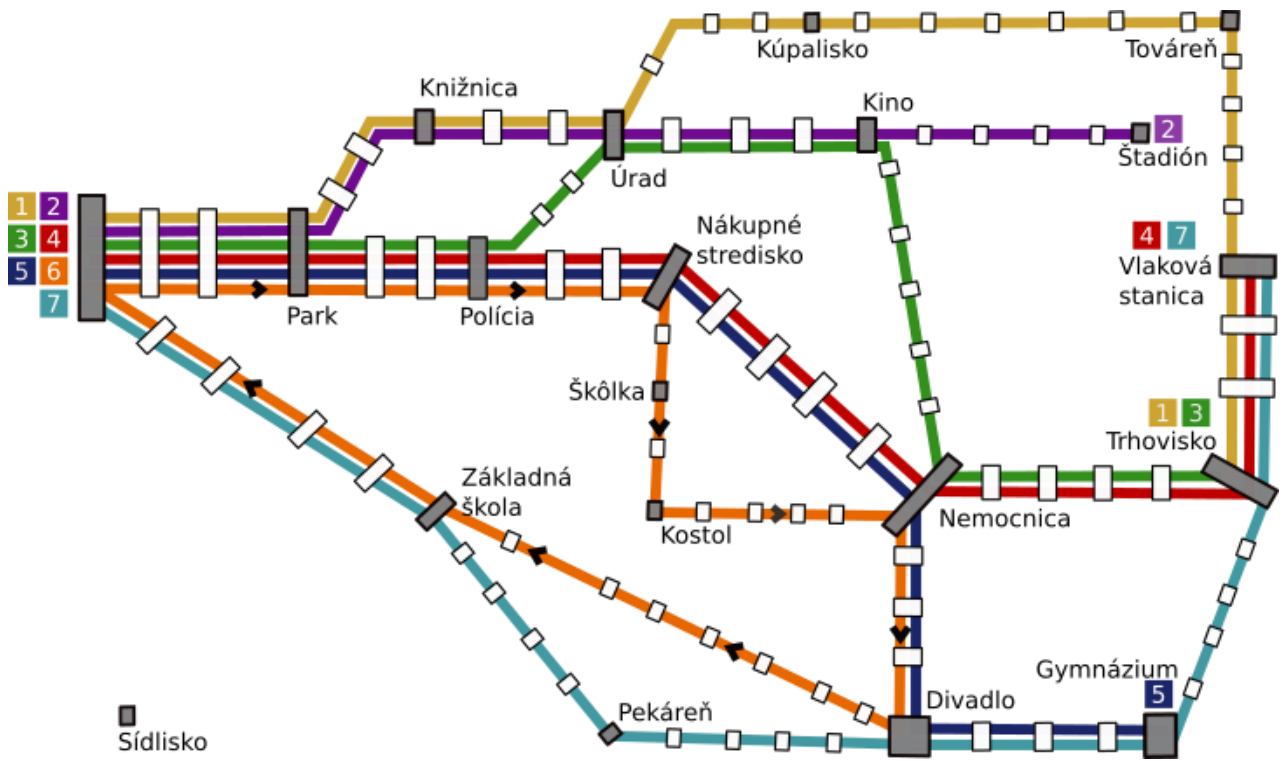 Kúpalisko
Továreň
Knižnica
Kino
2
Štadión
Úrad
1 2
3 4
5 6
7
Nákupné
stredisko
4 7
Vlaková
stanica
Park
Polícia
Škôlka
1 3
Trhovisko
Základná
škola
Kostol
Nemocnica
Gymnázium
5
Divadlo
Pekáreň
Sídlisko